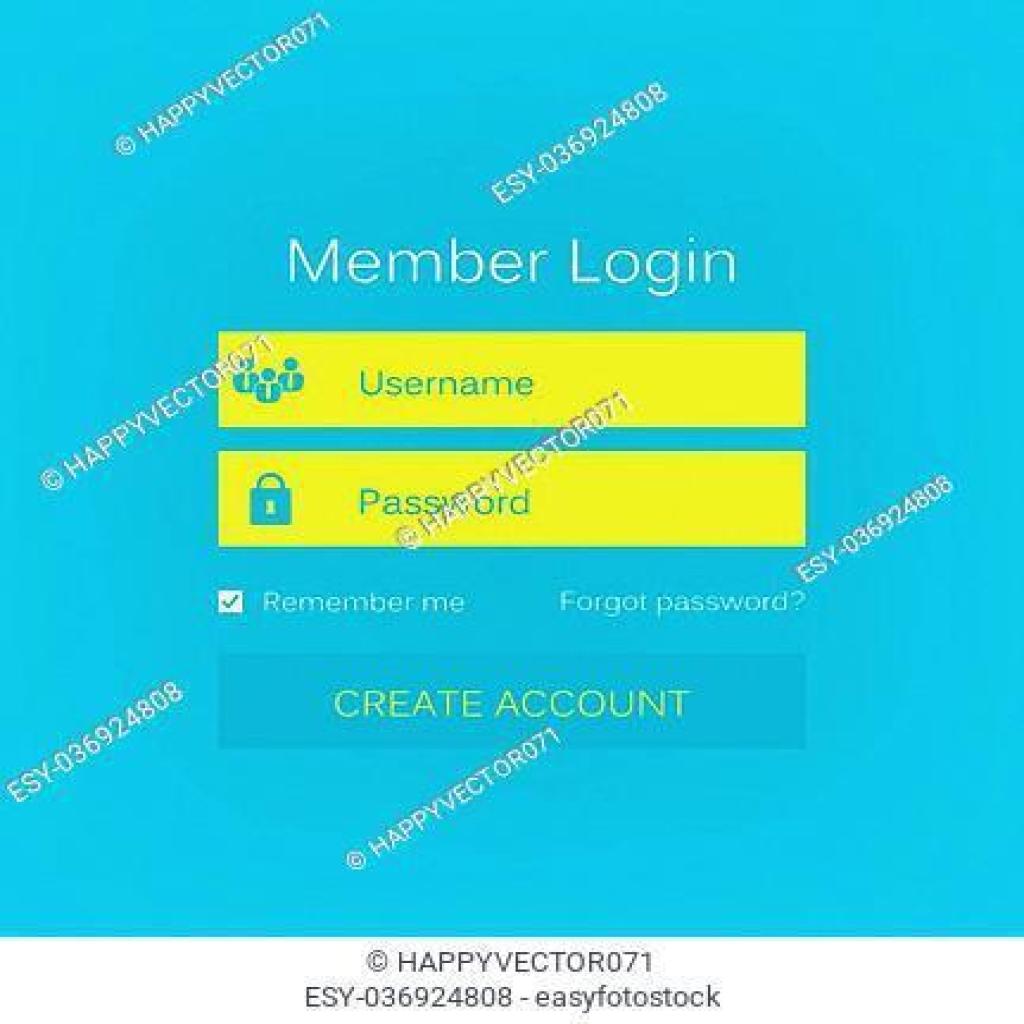 © HAPPYVECTOR071
ESY-036924808
Member Login
© HAPPYVECTOR071
Username
© HAPPYVECTOR071
Password
ESY-036924808
Remember me
Forgot password?
ESY-036924808
CREATE ACCOUNT
© HAPPYVECTOR071
© HAPPYVECTOR071
ESY-036924808 - easyfotostock